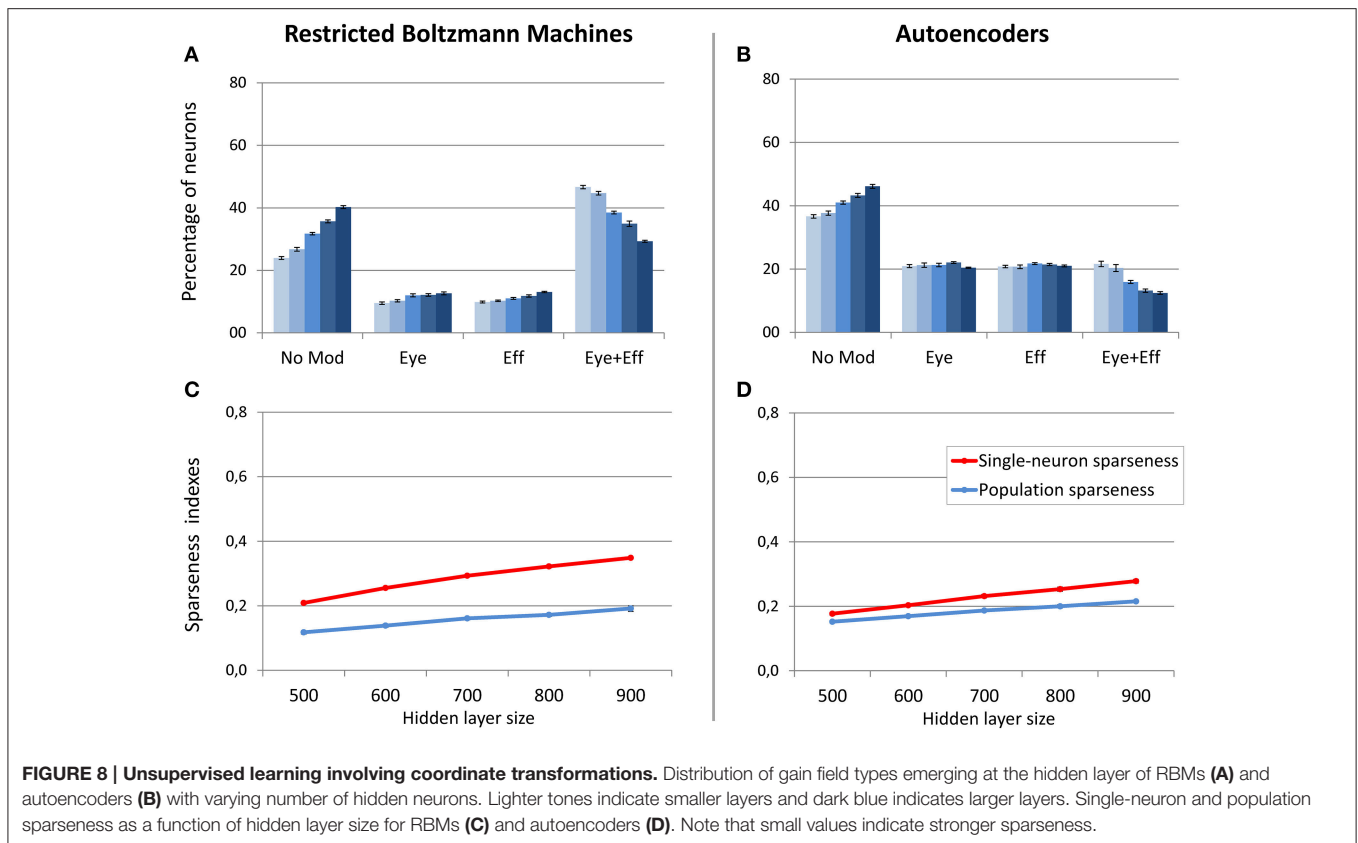 Restricted Boltzmann Machines
Autoencoders
A
Percentage of neurons
80
60
40
20
00
No Mod Eye Eff Eye+Eff
B
80
60
40
20
00
No Mod Eye Eff Eye+Eff
C
Sparseness indexes
0,8
0,6
0,4
0,2
0,0
500 600 700 800 900
Hidden layer size
D
0,8
0,6
0,4
0,2
0,0
Single-neuron sparseness
Population sparseness
500 600 700 800 900
Hidden layer size
FIGURE 8 | Unsupervised learning involving coordinate transformations. Distribution of gain field types emerging at the hidden layer of RBMs (A) and
autoencoders (B) with varying number of hidden neurons. Lighter tones indicate smaller layers and dark blue indicates larger layers. Single-neuron and population
sparseness as a function of hidden layer size for RBMs (C) and autoencoders (D). Note that small values indicate stronger sparseness.